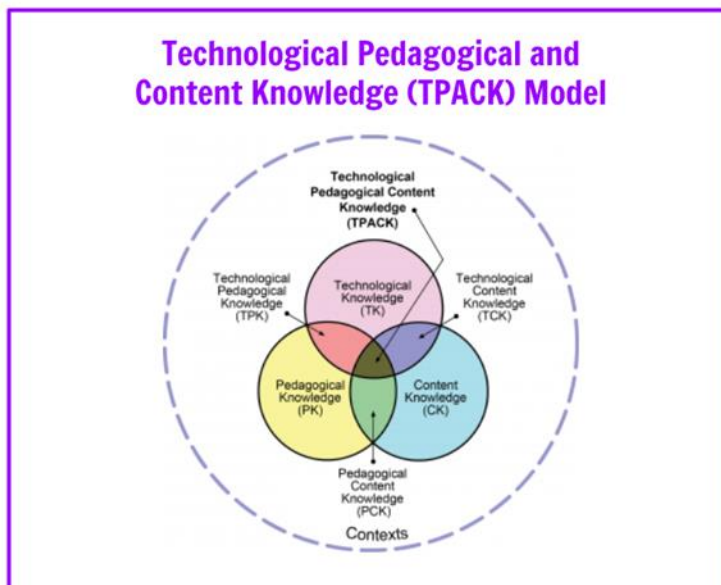 Technological Pedagogical and
Content Knowledge (TPACK) Model
Technological
Pedagogical Content
Knowledge
(TPACK)
Technological
Pedagogical
Knowledge
(TPK)
Technological
Knowledge
(TK)
Technological
Content
Knowledge
(TCK)
Pedagogical
Knowledge
(PK)
Content
Knowledge
(CK)
Pedagogical
Content
Knowledge
(PCK)
Contexts